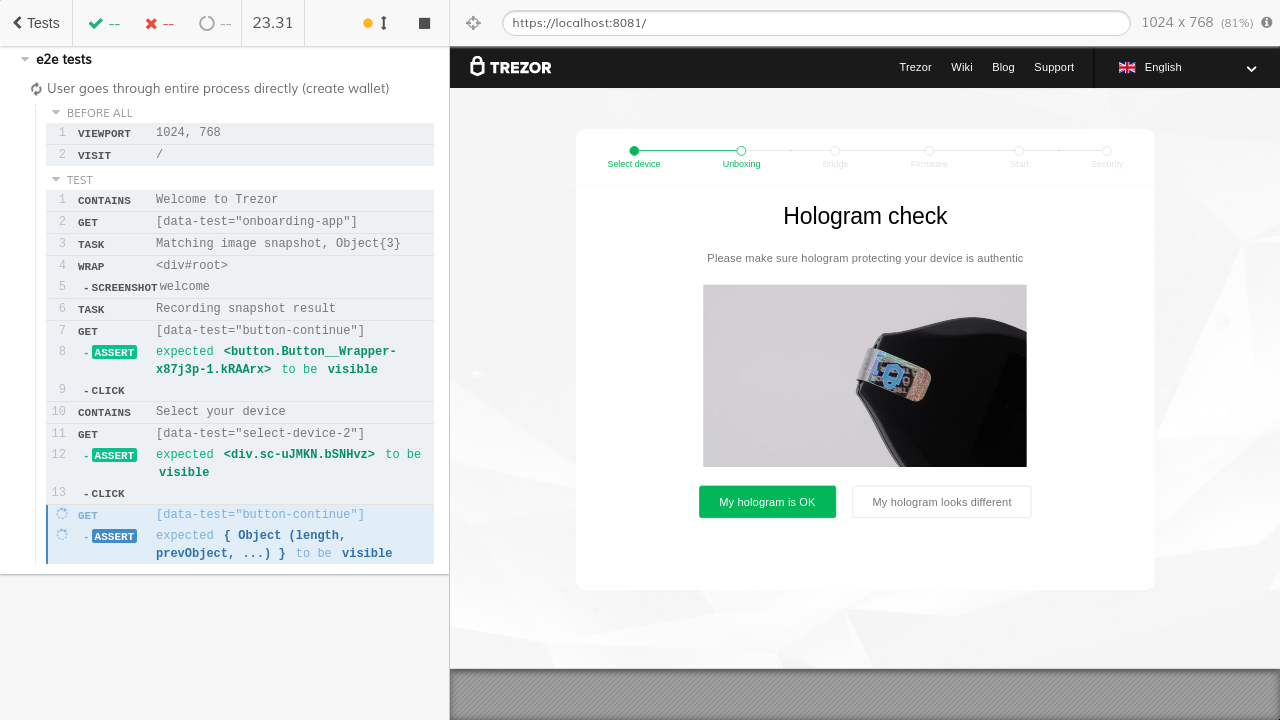 Tests
--
--
--
23.31
https://localhost:8081/
1024 x 768 (81%)
e2e tests
User goes through entire process directly (create wallet)
BEFORE ALL
1 VIEWPORT 1024, 768
2 VISIT /
TEST
1 CONTAINS Welcome to Trezor
2 GET [data-test="onboarding-app"]
3 TASK Matching image snapshot, Object{3}
4 WRAP <div#root>
5 - SCREENSHOT welcome
6 TASK Recording snapshot result
7 GET [data-test="button-continue"]
8 - ASSERT expected <button.Button__Wrapper-
x87j3p-1.kRAArx> to be visible
9 - CLICK
10 CONTAINS Select your device
11 GET [data-test="select-device-2"]
12 - ASSERT expected <div.sc-uJMKN.bSNHvz> to be
visible
13 - CLICK
GET [data-test="button-continue"]
- ASSERT expected { Object (length,
prevObject, ...) } to be visible
TREZOR
Trezor Wiki Blog Support English
Select device Unboxing Bridge Firmware Start Security
Hologram check
Please make sure hologram protecting your device is authentic
My hologram is OK My hologram looks different